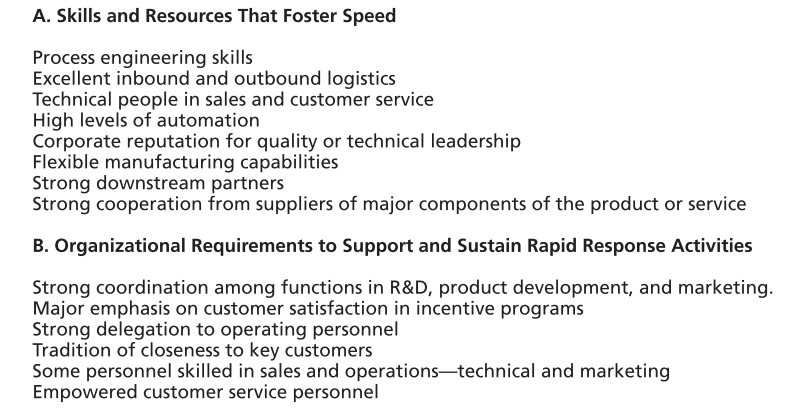 A. Skills and Resources That Foster Speed
Process engineering skills
Excellent inbound and outbound logistics
Technical people in sales and customer service
High levels of automation
Corporate reputation for quality or technical leadership
Flexible manufacturing capabilities
Strong downstream partners
Strong cooperation from suppliers of major components of the product or service
B. Organizational Requirements to Support and Sustain Rapid Response Activities
Strong coordination among functions in R&D, product development, and marketing.
Major emphasis on customer satisfaction in incentive programs
Strong delegation to operating personnel
Tradition of closeness to key customers
Some personnel skilled in sales and operations—technical and marketing
Empowered customer service personnel